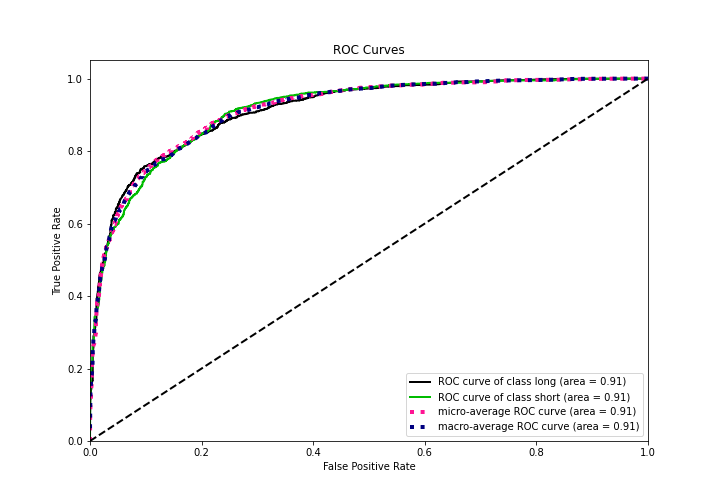 ROC Curves
True Positive Rate
1.0
0.8
0.6
0.4
0.2
0.0
0.0 0.2 0.4 0.6 0.8 1.0
False Positive Rate
ROC curve of class long (area = 0.91)
ROC curve of class short (area = 0.91)
micro-average ROC curve (area = 0.91)
macro-average ROC curve (area = 0.91)